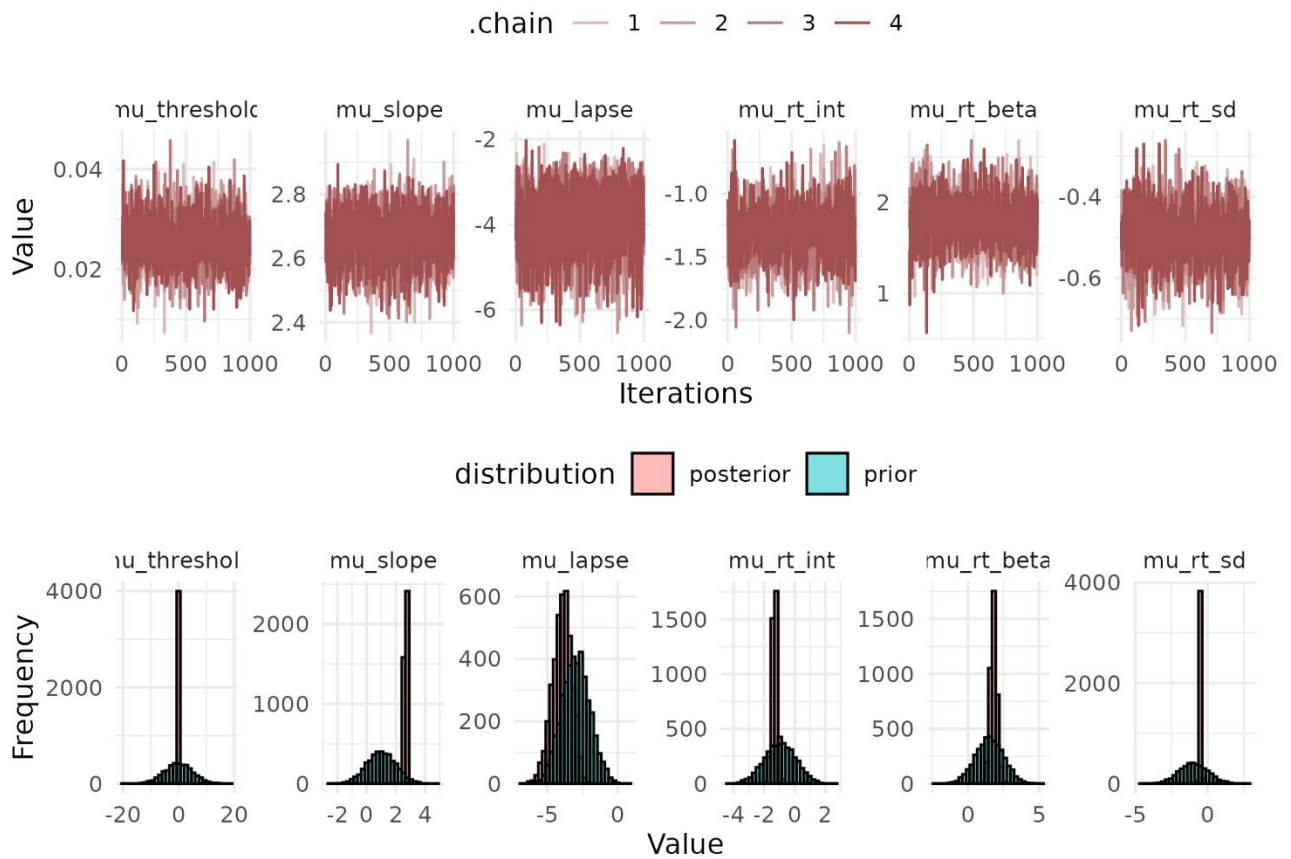 .chain 1 2 3 4
mu_threshold mu_slope mu_lapse mu_rt_int mu_rt_beta mu_rt_sd
Value
0.04 0.02
2.8 2.6 2.4
-2 -4 -6
-1.0 -1.5 -2.0
2 1
-0.4 -0.6
0 500 1000 0 500 1000 0 500 1000 0 500 1000 0 500 1000 0 500 1000
Iterations
distribution posterior prior
mu_threshol mu_slope mu_lapse mu_rt_int mu_rt_beta mu_rt_sd
Frequency
4000 2000 0
2000 1000 0
600 400 200 0
1500 1000 500 0
1500 1000 500 0
4000 2000 0
-20 0 20 -2 0 2 4 -5 0 -4 -2 0 2 0 5 -5 0
Value